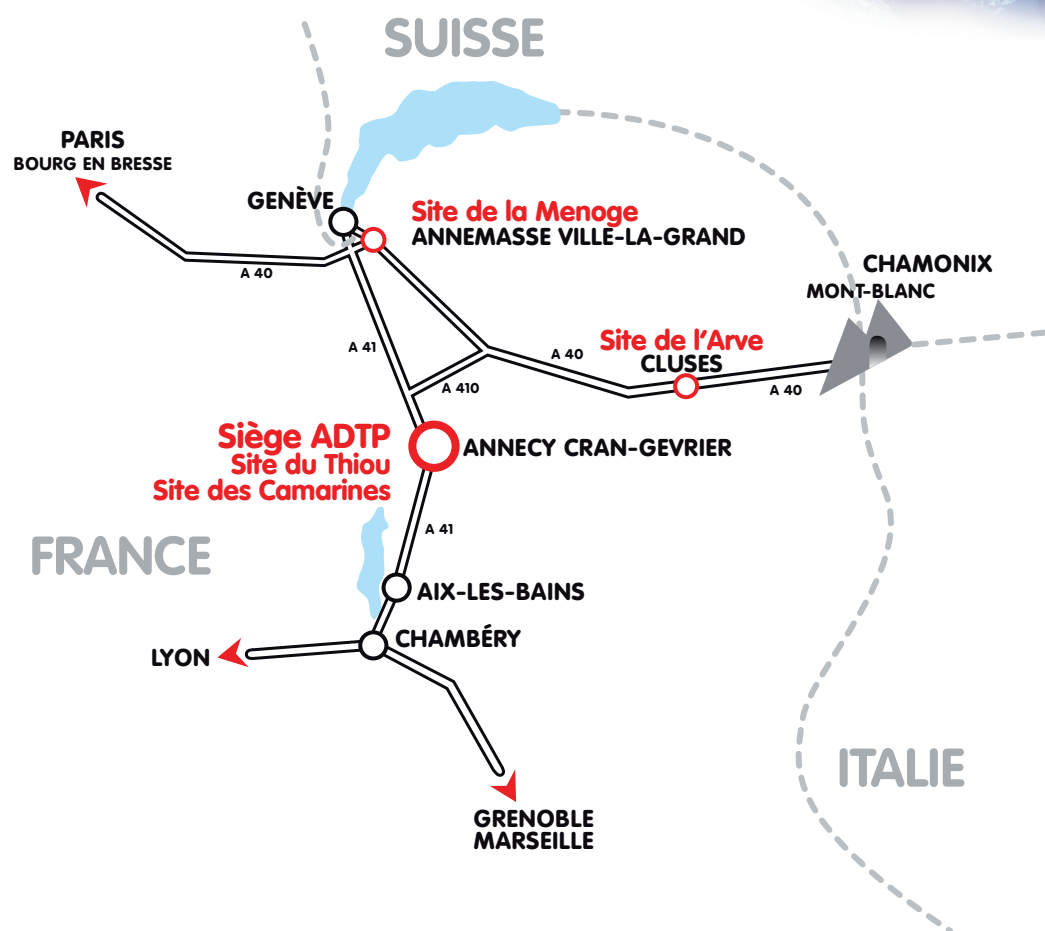 SUISSE
PARIS
BOURG EN BRESSE
GENÈVE
Site de la Menoge
ANNEMASSE VILLE-LA-GRAND
CHAMONIX
MONT-BLANC
A 40
A 41
A 40
Site de l'Arve
CLUSES
A 410
A 40
Siège ADTP
Site du Thiou
Site des Camarines
ANNECY CRAN-GEVRIER
A 41
FRANCE
AIX-LES-BAINS
CHAMBÉRY
LYON
ITALIE
GRENOBLE
MARSEILLE